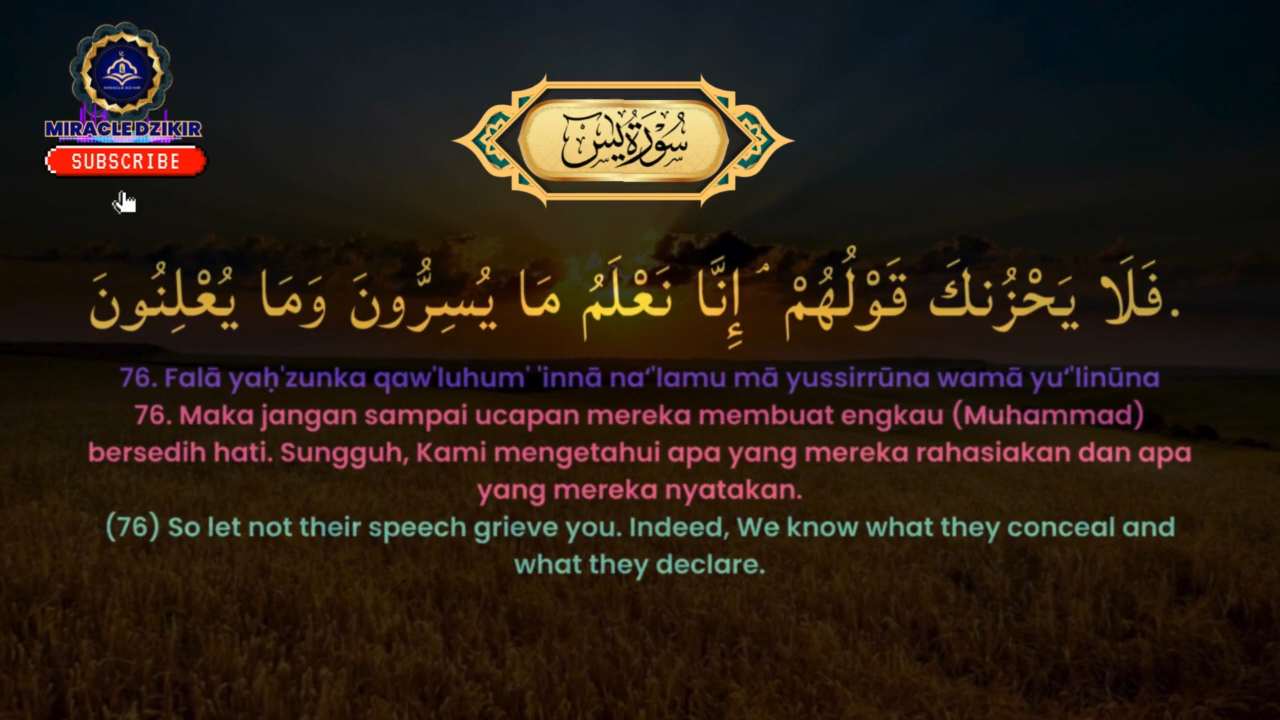 MIRACLE DZIKIR
MIRACLEDZIKIR
SUBSCRIBE
سُوْرَةُ يٰسٓ
فَلَا يَحْزُنكَ قَوْلُهُمْ ۘ إِنَّا نَعْلَمُ مَا يُسِرُّونَ وَمَا يُعْلِنُونَ.
76. Falā yaḥ'zunka qaw'luhum' 'innā na‘'lamu mā yussirrūna wamā yu‘'linūna
76. Maka jangan sampai ucapan mereka membuat engkau (Muhammad)
bersedih hati. Sungguh, Kami mengetahui apa yang mereka rahasiakan dan apa
yang mereka nyatakan.
(76) So let not their speech grieve you. Indeed, We know what they conceal and
what they declare.